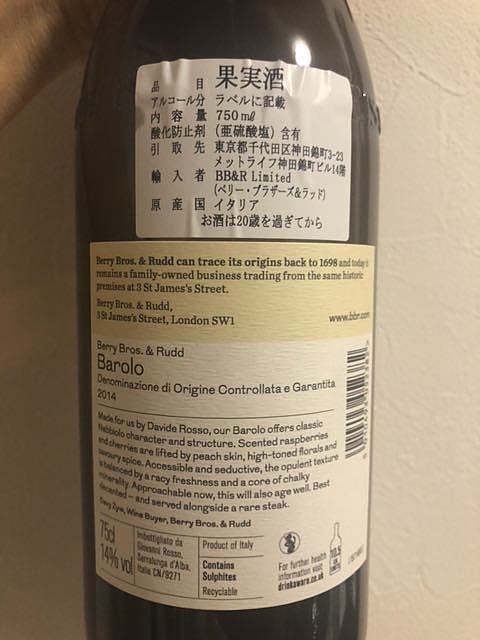 品 目 果実酒
アルコール分 ラベルに記載
内 容 量 750㎖
酸化防止剤 (亜硫酸塩) 含有
引 取 先 東京都千代田区神田錦町3-23
メットライフ神田錦町ビル14階
輸 入 者 BB&R Limited
(ベリー・ブラザーズ&ラッド)
原 産 国 イタリア
お酒は20歳を過ぎてから
Berry Bros. & Rudd can trace its origins back to 1698 and today it
remains a family-owned business trading from the same historic
premises at 3 St James's Street.
Berry Bros. & Rudd,
3 St James's Street, London SW1
www.bbr.com
Berry Bros. & Rudd
Barolo
Denominazione di Origine Controllata e Garantita
2014
Made for us by Davide Rosso, our Barolo offers classic
Nebbiolo character and structure. Scented raspberries
and cherries are lifted by peach skin, high-toned florals and
savoury spice. Accessible and seductive, the opulent texture
is balanced by a racy freshness and a core of chalky
minerality. Approachable now, this will also age well. Best
decanted – and served alongside a rare steak.
Davy Żyw, Wine Buyer, Berry Bros. & Rudd
75cl
14% vol
Imbottigliato da
Giovanni Rosso,
Serralunga d'Alba,
Italia CN/9271
Product of Italy
Contains
Sulphites
Recyclable
For further health
information visit
drinkaware.co.uk
10.5
UK
UNITS